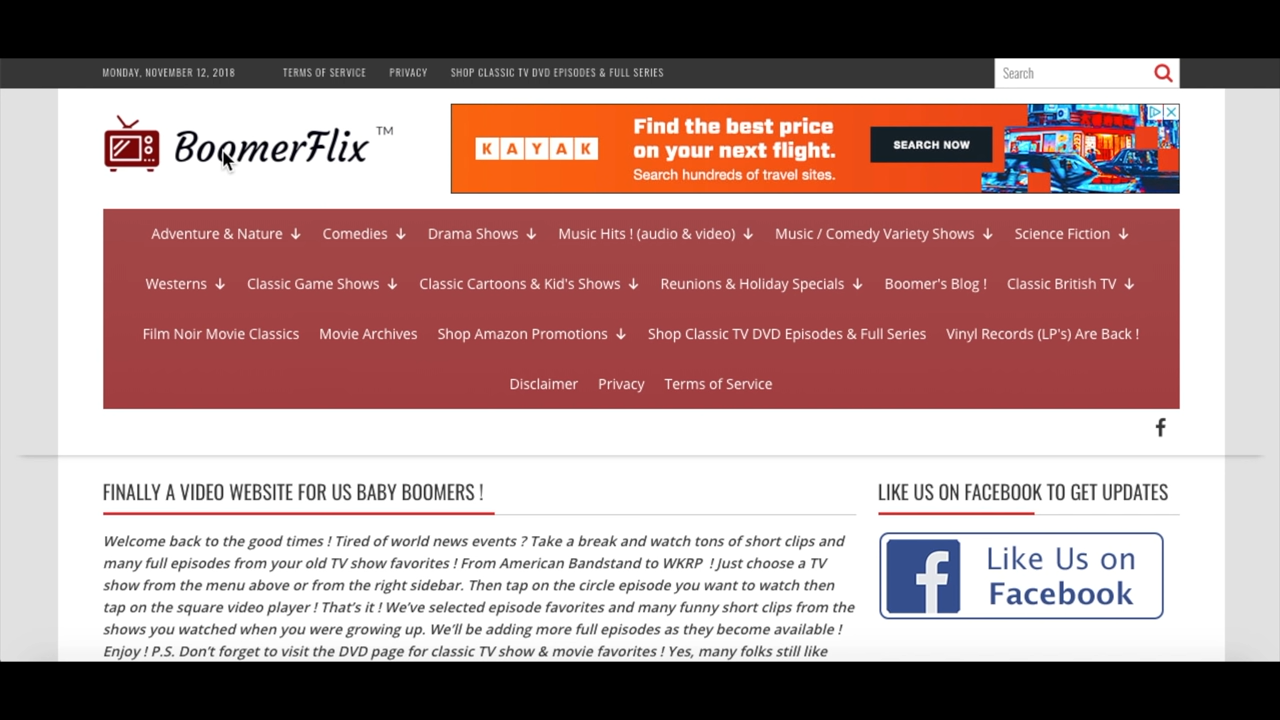 MONDAY, NOVEMBER 12, 2018 TERMS OF SERVICE PRIVACY SHOP CLASSIC TV DVD EPISODES & FULL SERIES Search
BoomerFlix ™
KAYAK
Find the best price
on your next flight.
Search hundreds of travel sites.
SEARCH NOW
Adventure & Nature ↓ Comedies ↓ Drama Shows ↓ Music Hits ! (audio & video) ↓ Music / Comedy Variety Shows ↓ Science Fiction ↓
Westerns ↓ Classic Game Shows ↓ Classic Cartoons & Kid's Shows ↓ Reunions & Holiday Specials ↓ Boomer's Blog ! Classic British TV ↓
Film Noir Movie Classics Movie Archives Shop Amazon Promotions ↓ Shop Classic TV DVD Episodes & Full Series Vinyl Records (LP's) Are Back !
Disclaimer Privacy Terms of Service
FINALLY A VIDEO WEBSITE FOR US BABY BOOMERS !
Welcome back to the good times ! Tired of world news events ? Take a break and watch tons of short clips and
many full episodes from your old TV show favorites ! From American Bandstand to WKRP ! Just choose a TV
show from the menu above or from the right sidebar. Then tap on the circle episode you want to watch then
tap on the square video player ! That's it ! We've selected episode favorites and many funny short clips from the
shows you watched when you were growing up. We'll be adding more full episodes as they become available !
Enjoy ! P.S. Don't forget to visit the DVD page for classic TV show & movie favorites ! Yes, many folks still like
LIKE US ON FACEBOOK TO GET UPDATES
Like Us on
Facebook